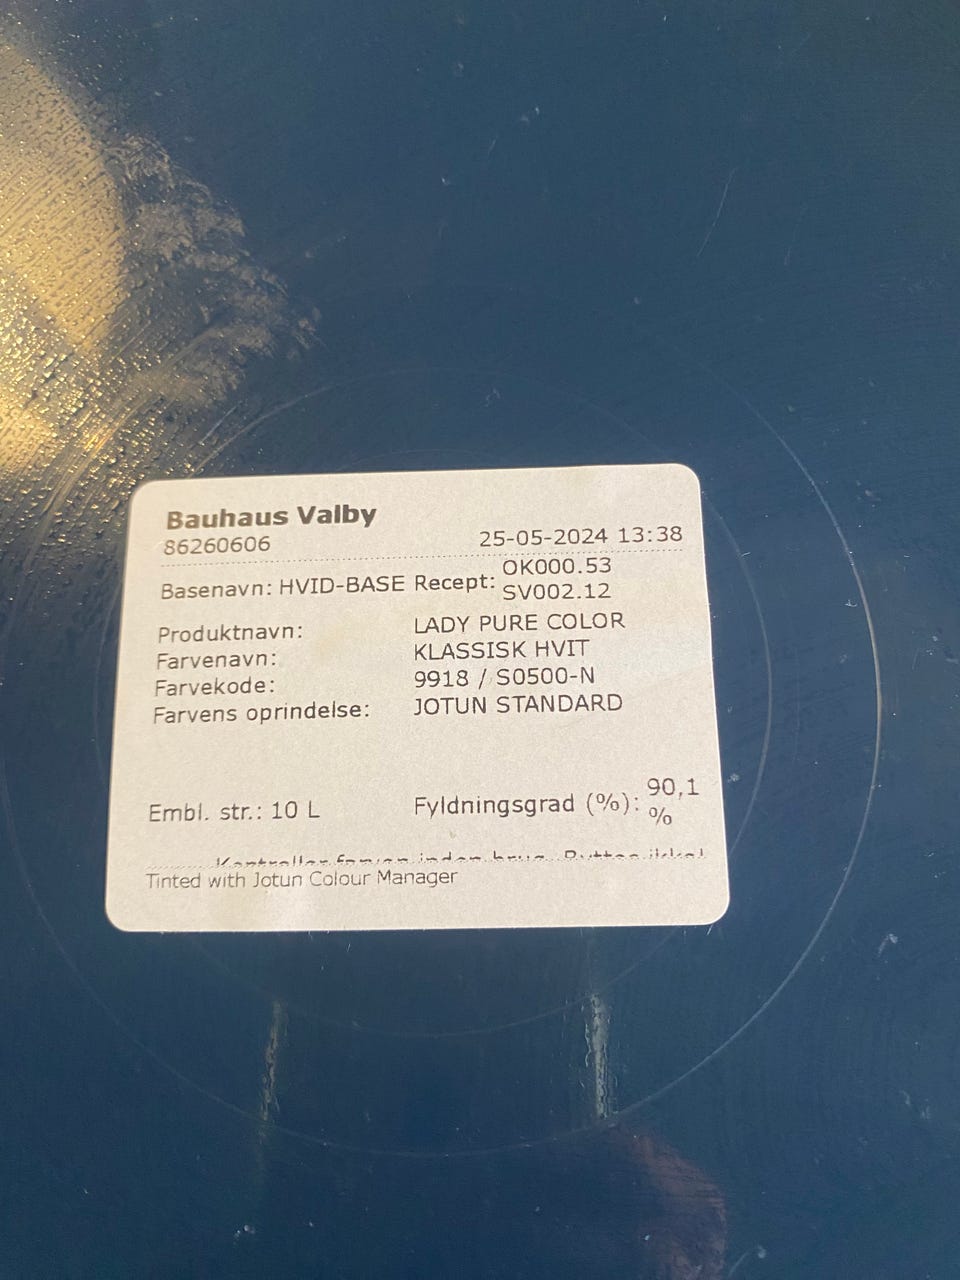 Bauhaus Valby
86260606 25-05-2024 13:38
Basenavn: HVID-BASE Recept: OK000.53
SV002.12
Produktnavn: LADY PURE COLOR
Farvenavn: KLASSISK HVIT
Farvekode: 9918 / S0500-N
Farvens oprindelse: JOTUN STANDARD
Embl. str.: 10 L Fyldningsgrad (%): 90,1
%
Tinted with Jotun Colour Manager